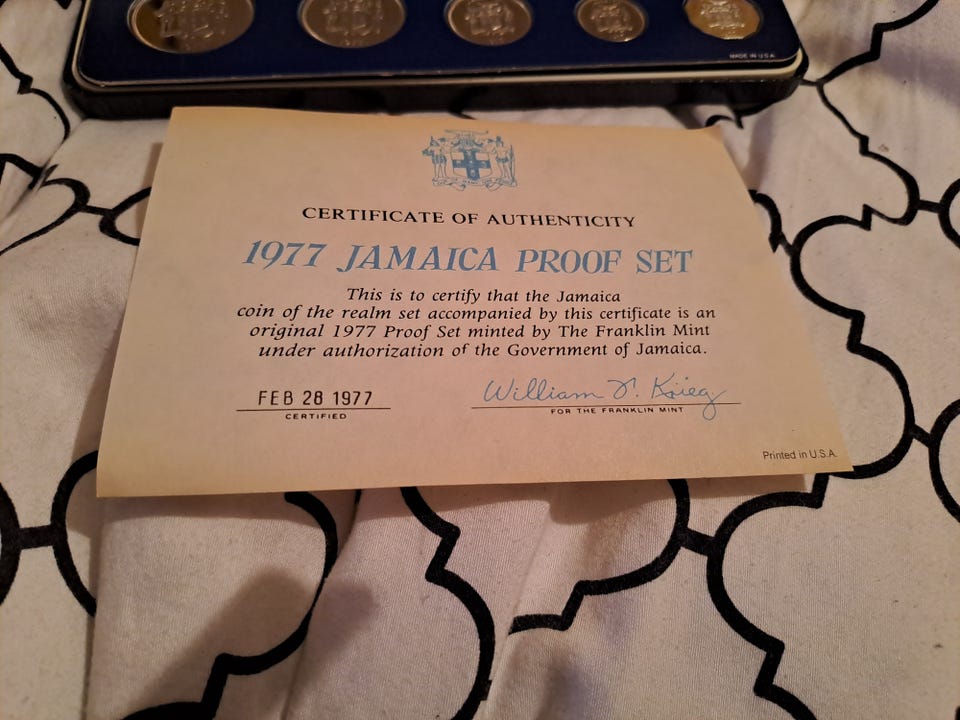 MADE IN U.S.A.
CERTIFICATE OF AUTHENTICITY
1977 JAMAICA PROOF SET
This is to certify that the Jamaica
coin of the realm set accompanied by this certificate is an
original 1977 Proof Set minted by The Franklin Mint
under authorization of the Government of Jamaica.
FEB 28 1977
CERTIFIED
William T. Krieg
FOR THE FRANKLIN MINT
Printed in U.S.A.